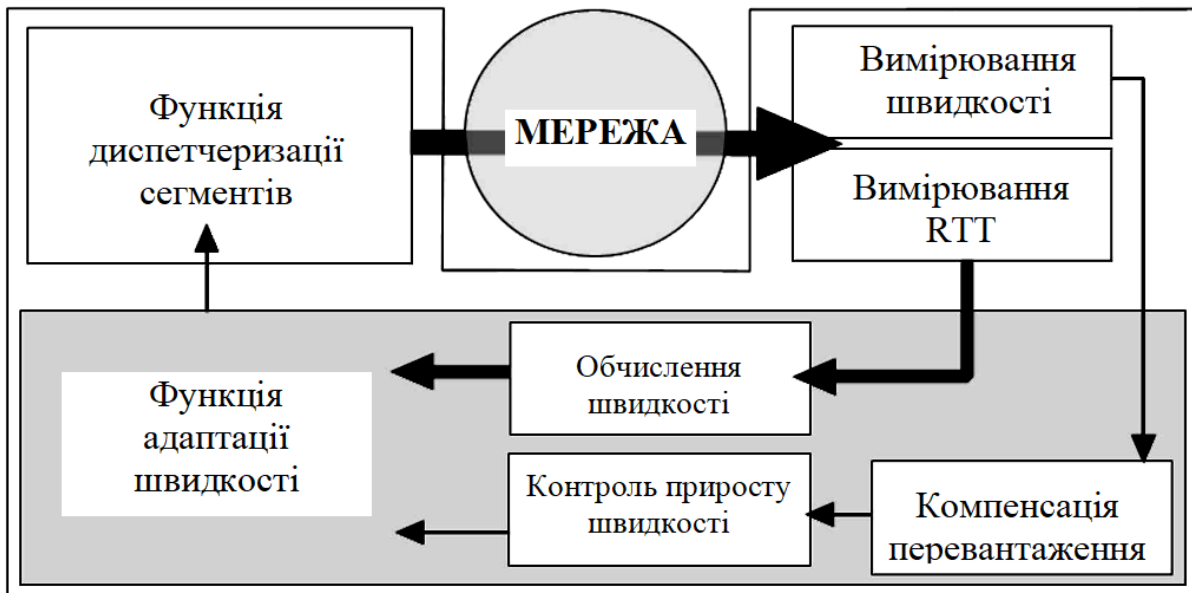 Функція
диспетчеризації
сегментів
МЕРЕЖА
Вимірювання
швидкості
Вимірювання
RTT
Функція
адаптації
швидкості
Обчислення
швидкості
Контроль приросту
швидкості
Компенсація
перевантаження